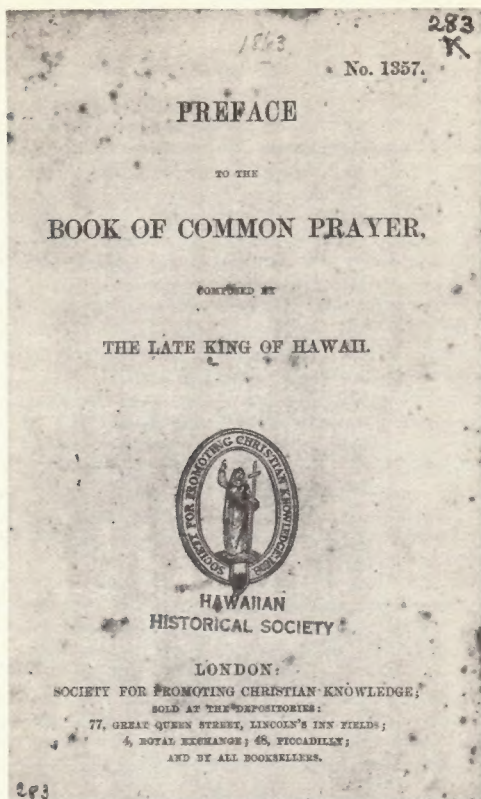 283
K
1863.
No. 1357.
PREFACE
TO THE
BOOK OF COMMON PRAYER,
COMPOSED BY
THE LATE KING OF HAWAII.
SOCIETY FOR PROMOTING CHRISTIAN KNOWLEDGE
HAWAIIAN
HISTORICAL SOCIETY
LONDON:
SOCIETY FOR PROMOTING CHRISTIAN KNOWLEDGE;
SOLD AT THE DEPOSITORIES:
77, GREAT QUEEN STREET, LINCOLN'S INN FIELDS;
4, ROYAL EXCHANGE; 48, PICCADILLY;
AND BY ALL BOOKSELLERS.
283